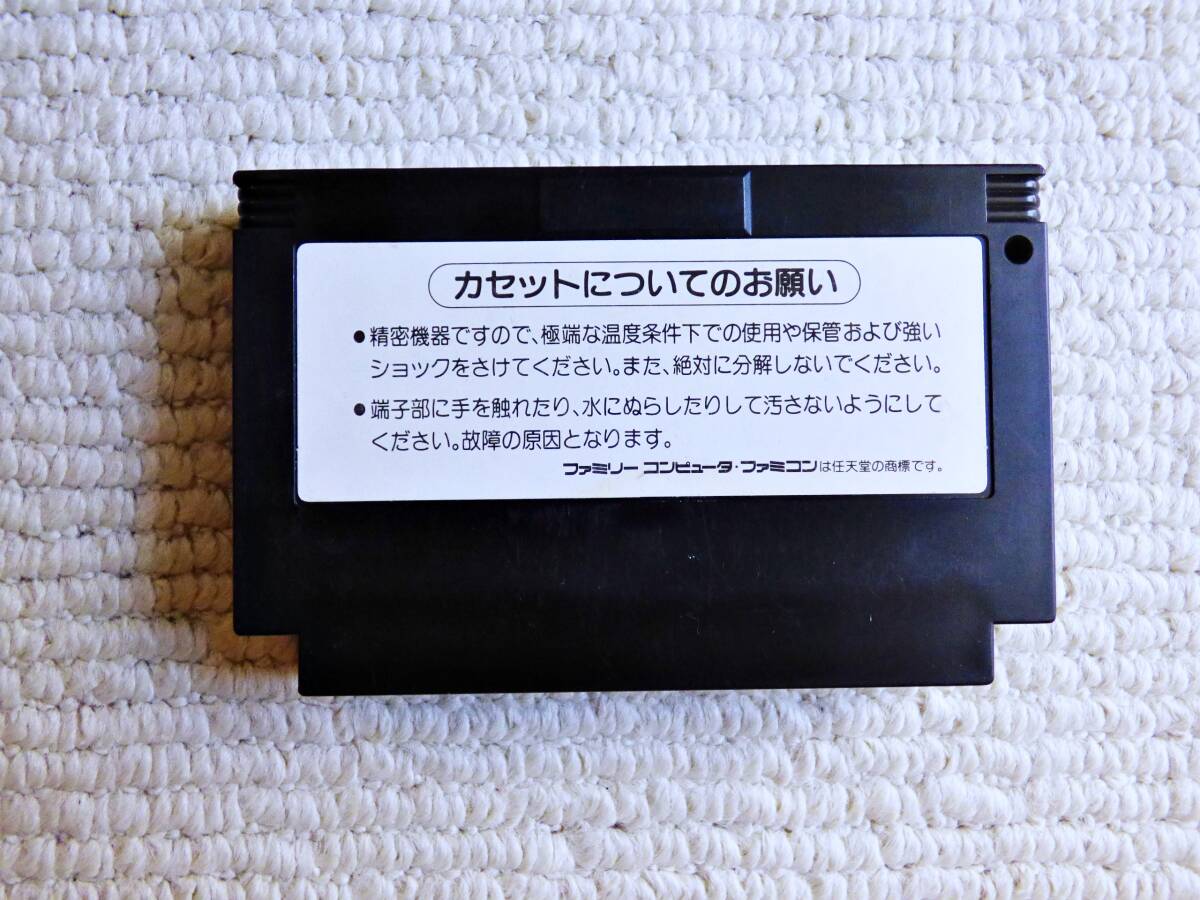 カセットについてのお願い
●精密機器ですので、極端な温度条件下での使用や保管および強い
ショックをさけてください。また、絶対に分解しないでください。
●端子部に手を触れたり、水にぬらしたりして汚さないようにして
ください。故障の原因となります。
ファミリーコンピュータ・ファミコンは任天堂の商標です。